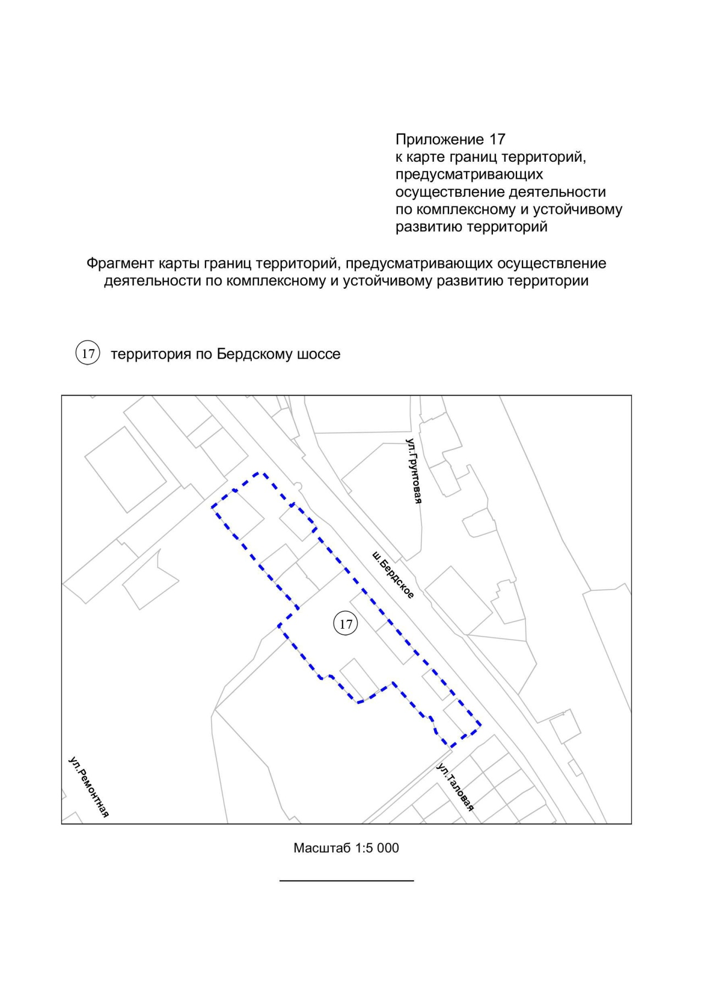 Приложение 17
к карте границ территорий,
предусматривающих
осуществление деятельности
по комплексному и устойчивому
развитию территорий
Фрагмент карты границ территорий, предусматривающих осуществление
деятельности по комплексному и устойчивому развитию территории
17 территория по Бердскому шоссе
ул.Грунтовая
ш.Бердское
17
ул.Ремонтная
ул.Таловая
Масштаб 1:5 000